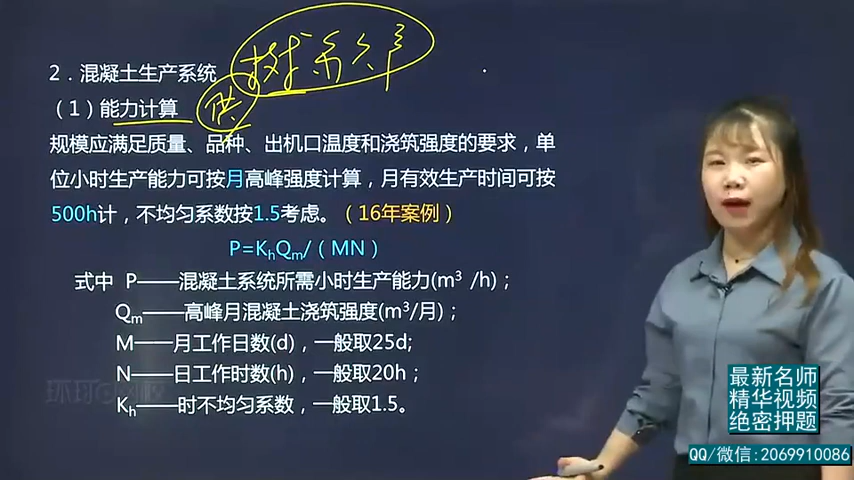 2．混凝土生产系统
（1）能力计算
规模应满足质量、品种、出机口温度和浇筑强度的要求，单
位小时生产能力可按月高峰强度计算，月有效生产时间可按
500h计，不均匀系数按1.5考虑。（16年案例）
P=KhQm/（MN）
式中 P——混凝土系统所需小时生产能力(m³ /h)；
Qm——高峰月混凝土浇筑强度(m³/月)；
M——月工作日数(d)，一般取25d;
N——日工作时数(h)，一般取20h；
Kh——时不均匀系数，一般取1.5。
最新名师
精华视频
绝密押题
QQ/微信:2069910086